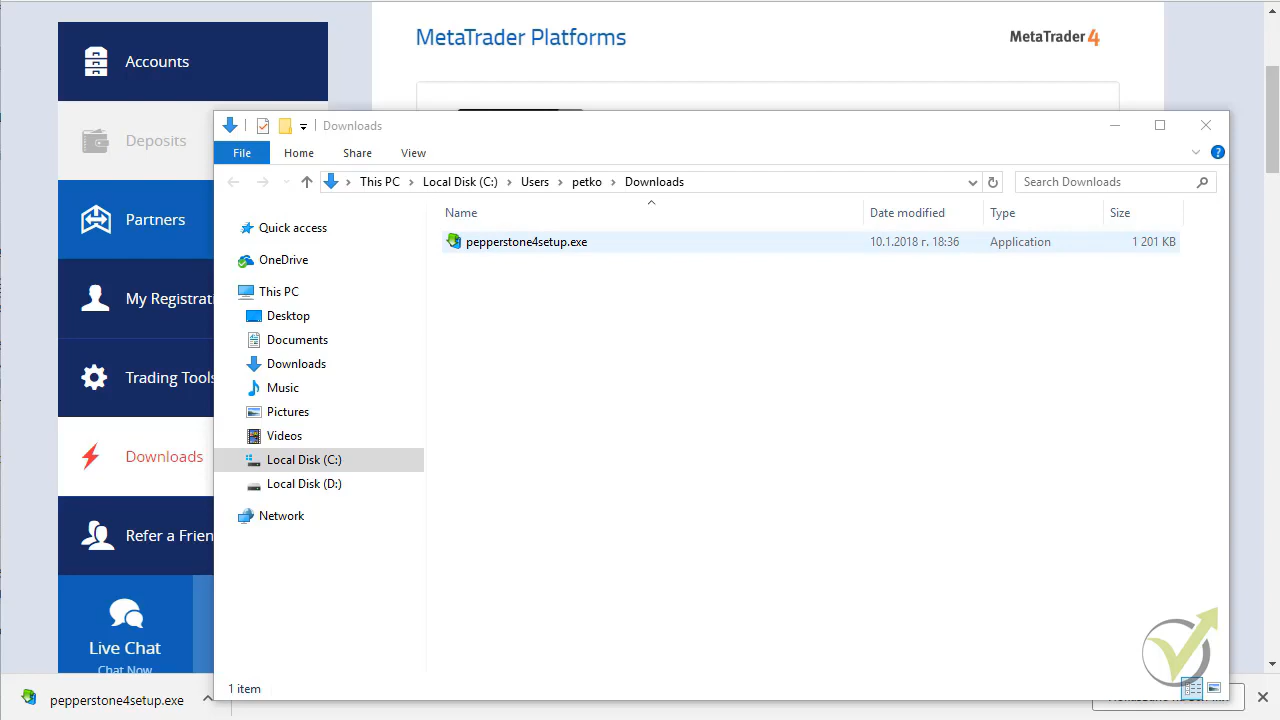 Accounts
MetaTrader Platforms
MetaTrader 4
Deposits
Partners
My Registrati
Trading Tools
Downloads
Refer a Frien
Live Chat
Chat Now
Downloads
File
Home
Share
View
This PC
Local Disk (C:)
Users
petko
Downloads
Search Downloads
Name
Date modified
Type
Size
pepperstone4setup.exe
10.1.2018 г. 18:36
Application
1 201 KB
Quick access
OneDrive
This PC
Desktop
Documents
Downloads
Music
Pictures
Videos
Local Disk (C:)
Local Disk (D:)
Network
1 item
pepperstone4setup.exe